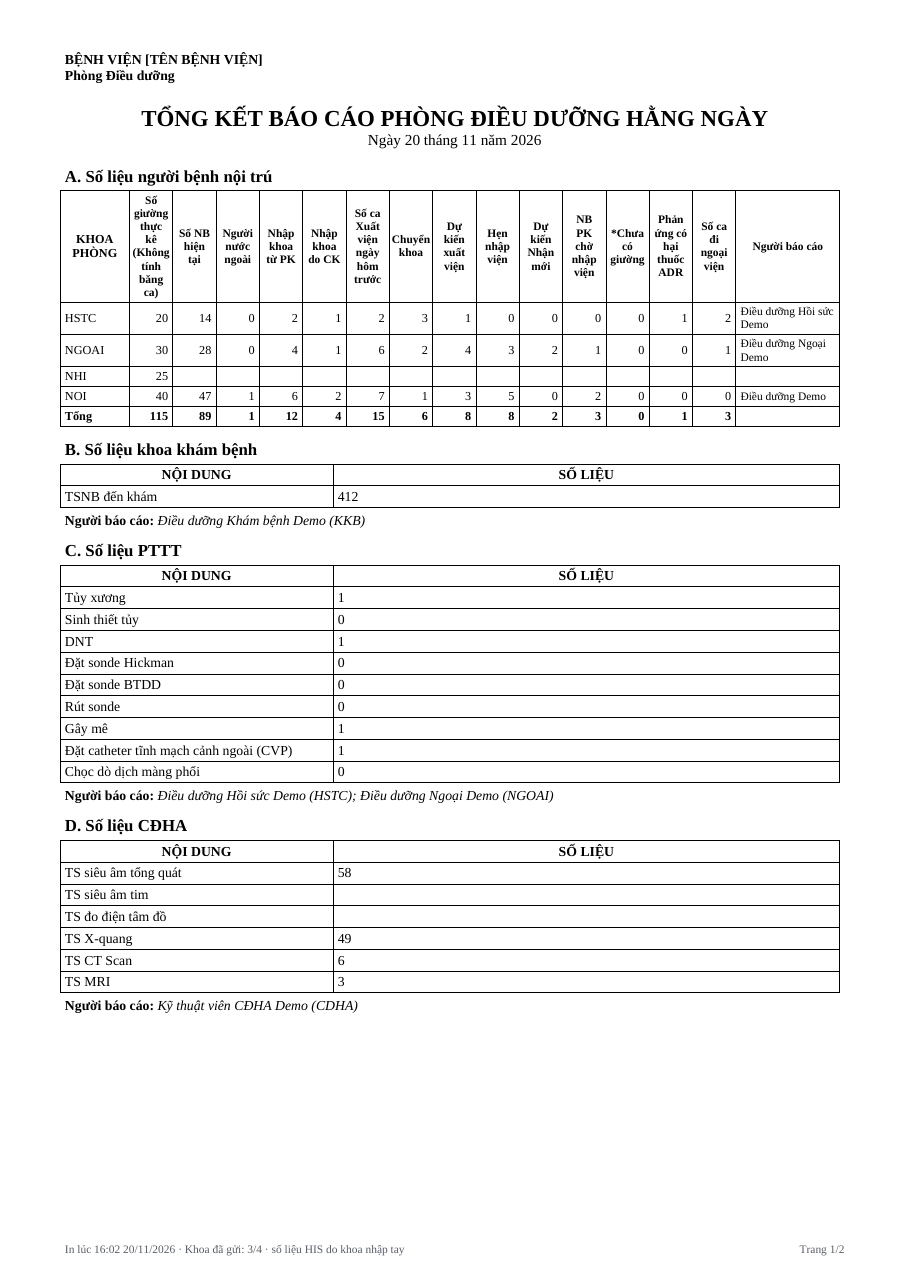 BỆNH VIỆN [TÊN BỆNH VIỆN]
Phòng Điều dưỡng
TỔNG KẾT BÁO CÁO PHÒNG ĐIỀU DƯỠNG HẰNG NGÀY
Ngày 20 tháng 11 năm 2026
A. Số liệu người bệnh nội trú
KHOA PHÒNG | Số giường thực kê (Không tính băng ca) | Số NB hiện tại | Người nước ngoài | Nhập khoa từ PK | Nhập khoa do CK | Số ca Xuất viện ngày hôm trước | Chuyển khoa | Dự kiến xuất viện | Hẹn nhập viện | Dự kiến Nhận mới | NB PK chờ nhập viện | *Chưa có giường | Phản ứng có hại thuốc ADR | Số ca đi ngoại viện | Người báo cáo
HSTC | 20 | 14 | 0 | 2 | 1 | 2 | 3 | 1 | 0 | 0 | 0 | 0 | 1 | 2 | Điều dưỡng Hồi sức Demo
NGOAI | 30 | 28 | 0 | 4 | 1 | 6 | 2 | 4 | 3 | 2 | 1 | 0 | 0 | 1 | Điều dưỡng Ngoại Demo
NHI | 25
NOI | 40 | 47 | 1 | 6 | 2 | 7 | 1 | 3 | 5 | 0 | 2 | 0 | 0 | 0 | Điều dưỡng Demo
Tổng | 115 | 89 | 1 | 12 | 4 | 15 | 6 | 8 | 8 | 2 | 3 | 0 | 1 | 3
B. Số liệu khoa khám bệnh
NỘI DUNG | SỐ LIỆU
TSNB đến khám | 412
Người báo cáo: Điều dưỡng Khám bệnh Demo (KKB)
C. Số liệu PTTT
NỘI DUNG | SỐ LIỆU
Tủy xương | 1
Sinh thiết tủy | 0
DNT | 1
Đặt sonde Hickman | 0
Đặt sonde BTDD | 0
Rút sonde | 0
Gây mê | 1
Đặt catheter tĩnh mạch cảnh ngoài (CVP) | 1
Chọc dò dịch màng phổi | 0
Người báo cáo: Điều dưỡng Hồi sức Demo (HSTC); Điều dưỡng Ngoại Demo (NGOAI)
D. Số liệu CĐHA
NỘI DUNG | SỐ LIỆU
TS siêu âm tổng quát | 58
TS siêu âm tim
TS đo điện tâm đồ
TS X-quang | 49
TS CT Scan | 6
TS MRI | 3
Người báo cáo: Kỹ thuật viên CĐHA Demo (CDHA)
In lúc 16:02 20/11/2026 · Khoa đã gửi: 3/4 · số liệu HIS do khoa nhập tay
Trang 1/2